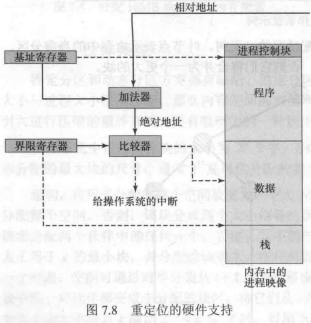 相对地址
基址寄存器
进程控制块
加法器
程序
绝对地址
界限寄存器
比较器
数据
给操作系统的中断
栈
内存中的
进程映像
图 7.8 重定位的硬件支持